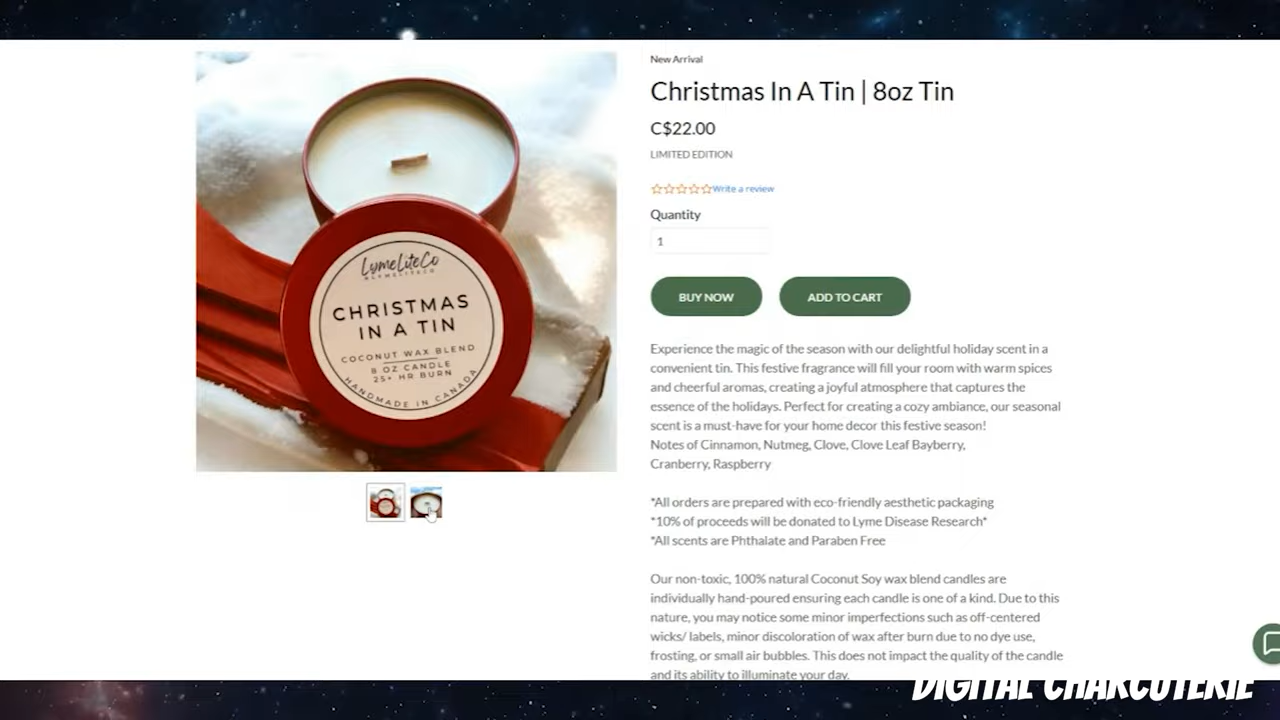 New Arrival
Christmas In A Tin | 8oz Tin
C$22.00
LIMITED EDITION
Write a review
Quantity
1
BUY NOW
ADD TO CART
Experience the magic of the season with our delightful holiday scent in a
convenient tin. This festive fragrance will fill your room with warm spices
and cheerful aromas, creating a joyful atmosphere that captures the
essence of the holidays. Perfect for creating a cozy ambiance, our seasonal
scent is a must-have for your home decor this festive season!
Notes of Cinnamon, Nutmeg, Clove, Clove Leaf Bayberry,
Cranberry, Raspberry
*All orders are prepared with eco-friendly aesthetic packaging
*10% of proceeds will be donated to Lyme Disease Research*
*All scents are Phthalate and Paraben Free
Our non-toxic, 100% natural Coconut Soy wax blend candles are
individually hand-poured ensuring each candle is one of a kind. Due to this
nature, you may notice some minor imperfections such as off-centered
wicks/ labels, minor discoloration of wax after burn due to no dye use,
frosting, or small air bubbles. This does not impact the quality of the candle
and its ability to illuminate your day.
LymeLiteCo
CHRISTMAS
IN A TIN
COCONUT WAX BLEND
8 OZ CANDLE
25+ HR BURN
HANDMADE IN CANADA
DIGITAL CHARCUTERIE